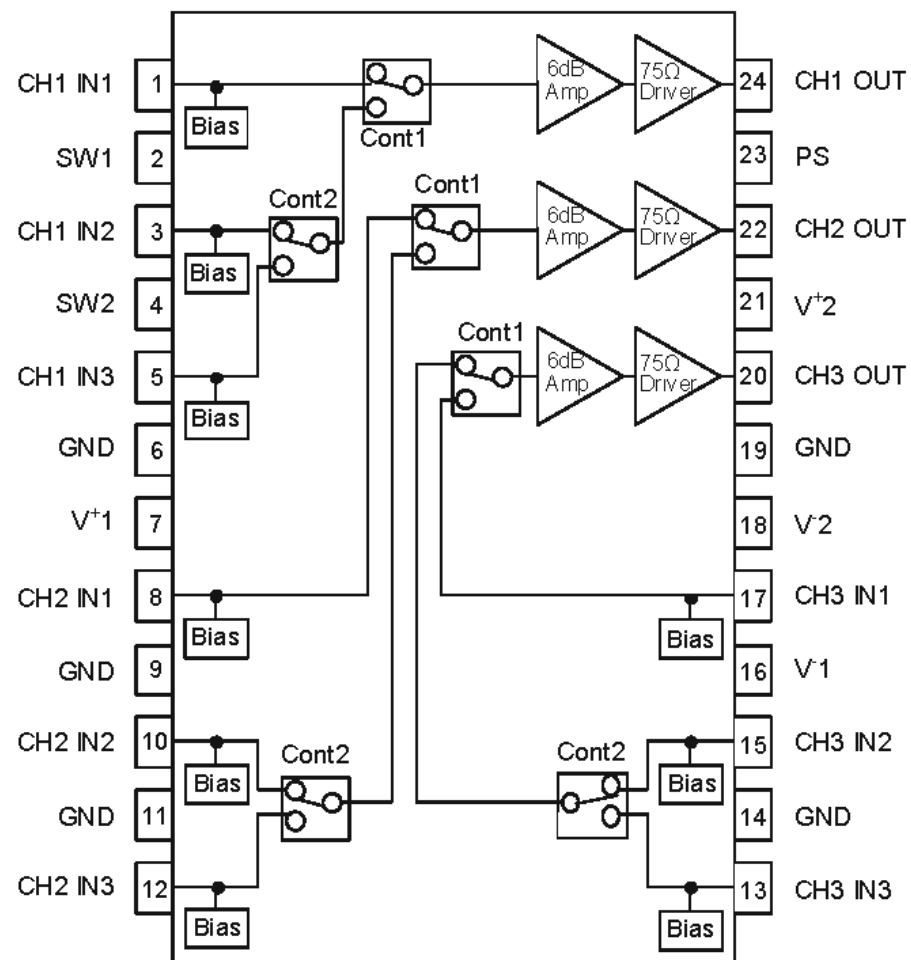 CH1 IN1
1
Bias
Cont1
6dB
Amp
75Ω
Driver
24
CH1 OUT
SW1
2
23
PS
CH1 IN2
3
Bias
Cont2
Cont1
6dB
Amp
75Ω
Driver
22
CH2 OUT
SW2
4
21
V+2
CH1 IN3
5
Bias
Cont1
6dB
Amp
75Ω
Driver
20
CH3 OUT
GND
6
19
GND
V+1
7
18
V-2
CH2 IN1
8
Bias
17
CH3 IN1
Bias
GND
9
16
V-1
CH2 IN2
10
Bias
Cont2
Cont2
15
CH3 IN2
Bias
GND
11
14
GND
CH2 IN3
12
Bias
13
CH3 IN3
Bias